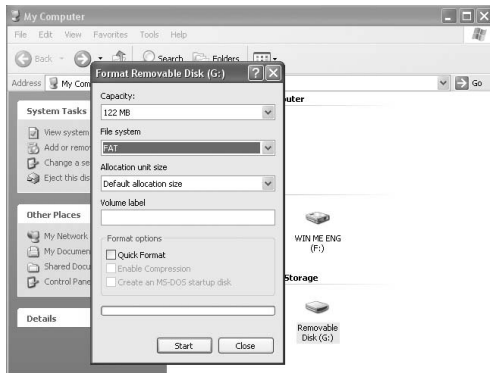 My Computer
File Edit View Favorites Tools Help
Back Search Folders
Address My Com Go
Format Removable Disk (G:)
Capacity:
122 MB
File system
FAT
Allocation unit size
Default allocation size
Volume label
Format options
Quick Format
Enable Compression
Create an MS-DOS startup disk
Start Close
System Tasks
View system
Add or remo
Change a se
Eject this dis
Other Places
My Network
My Documen
Shared Docu
Control Pane
Details
uter
WIN ME ENG
(F:)
Storage
Removable
Disk (G:)